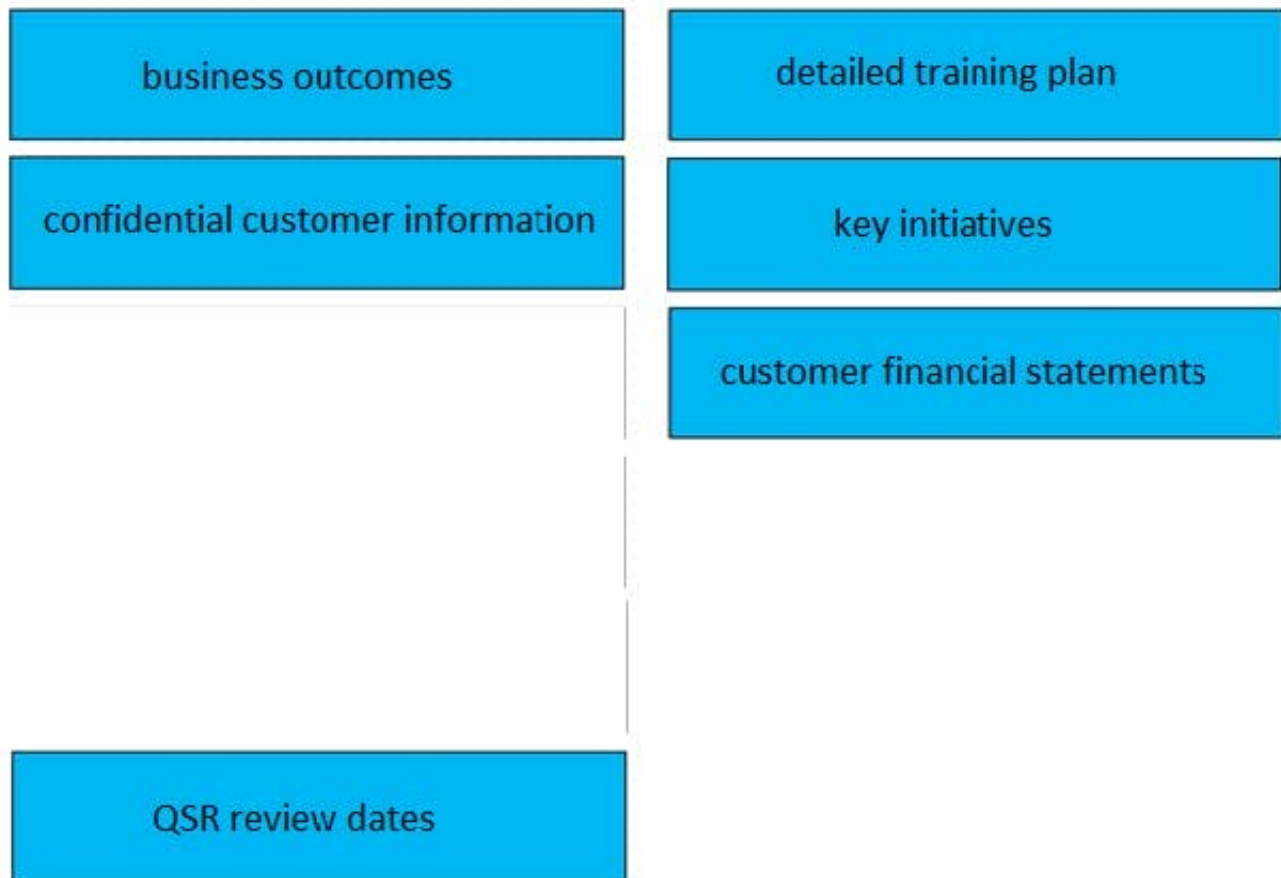 business outcomes
confidential customer information
QSR review dates
detailed training plan
key initiatives
customer financial statements